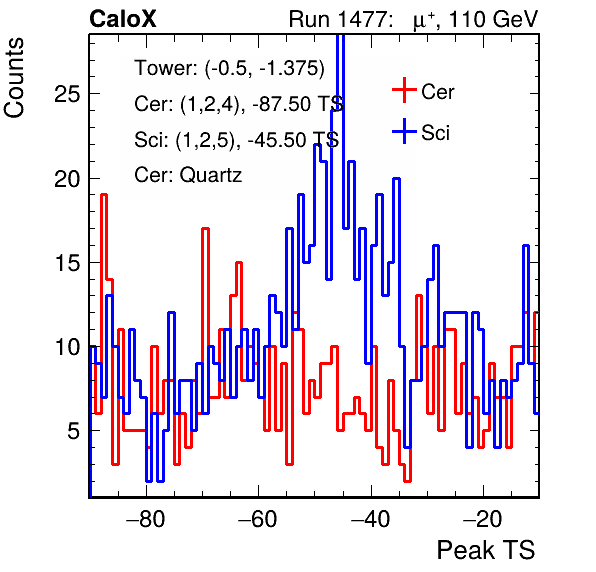 CaloX Run 1477: μ⁺, 110 GeV
Counts
Tower: (-0.5, -1.375)
Cer: (1,2,4), -87.50 TS
Sci: (1,2,5), -45.50 TS
Cer: Quartz
Cer
Sci
25
20
15
10
5
−80 −60 −40 −20
Peak TS